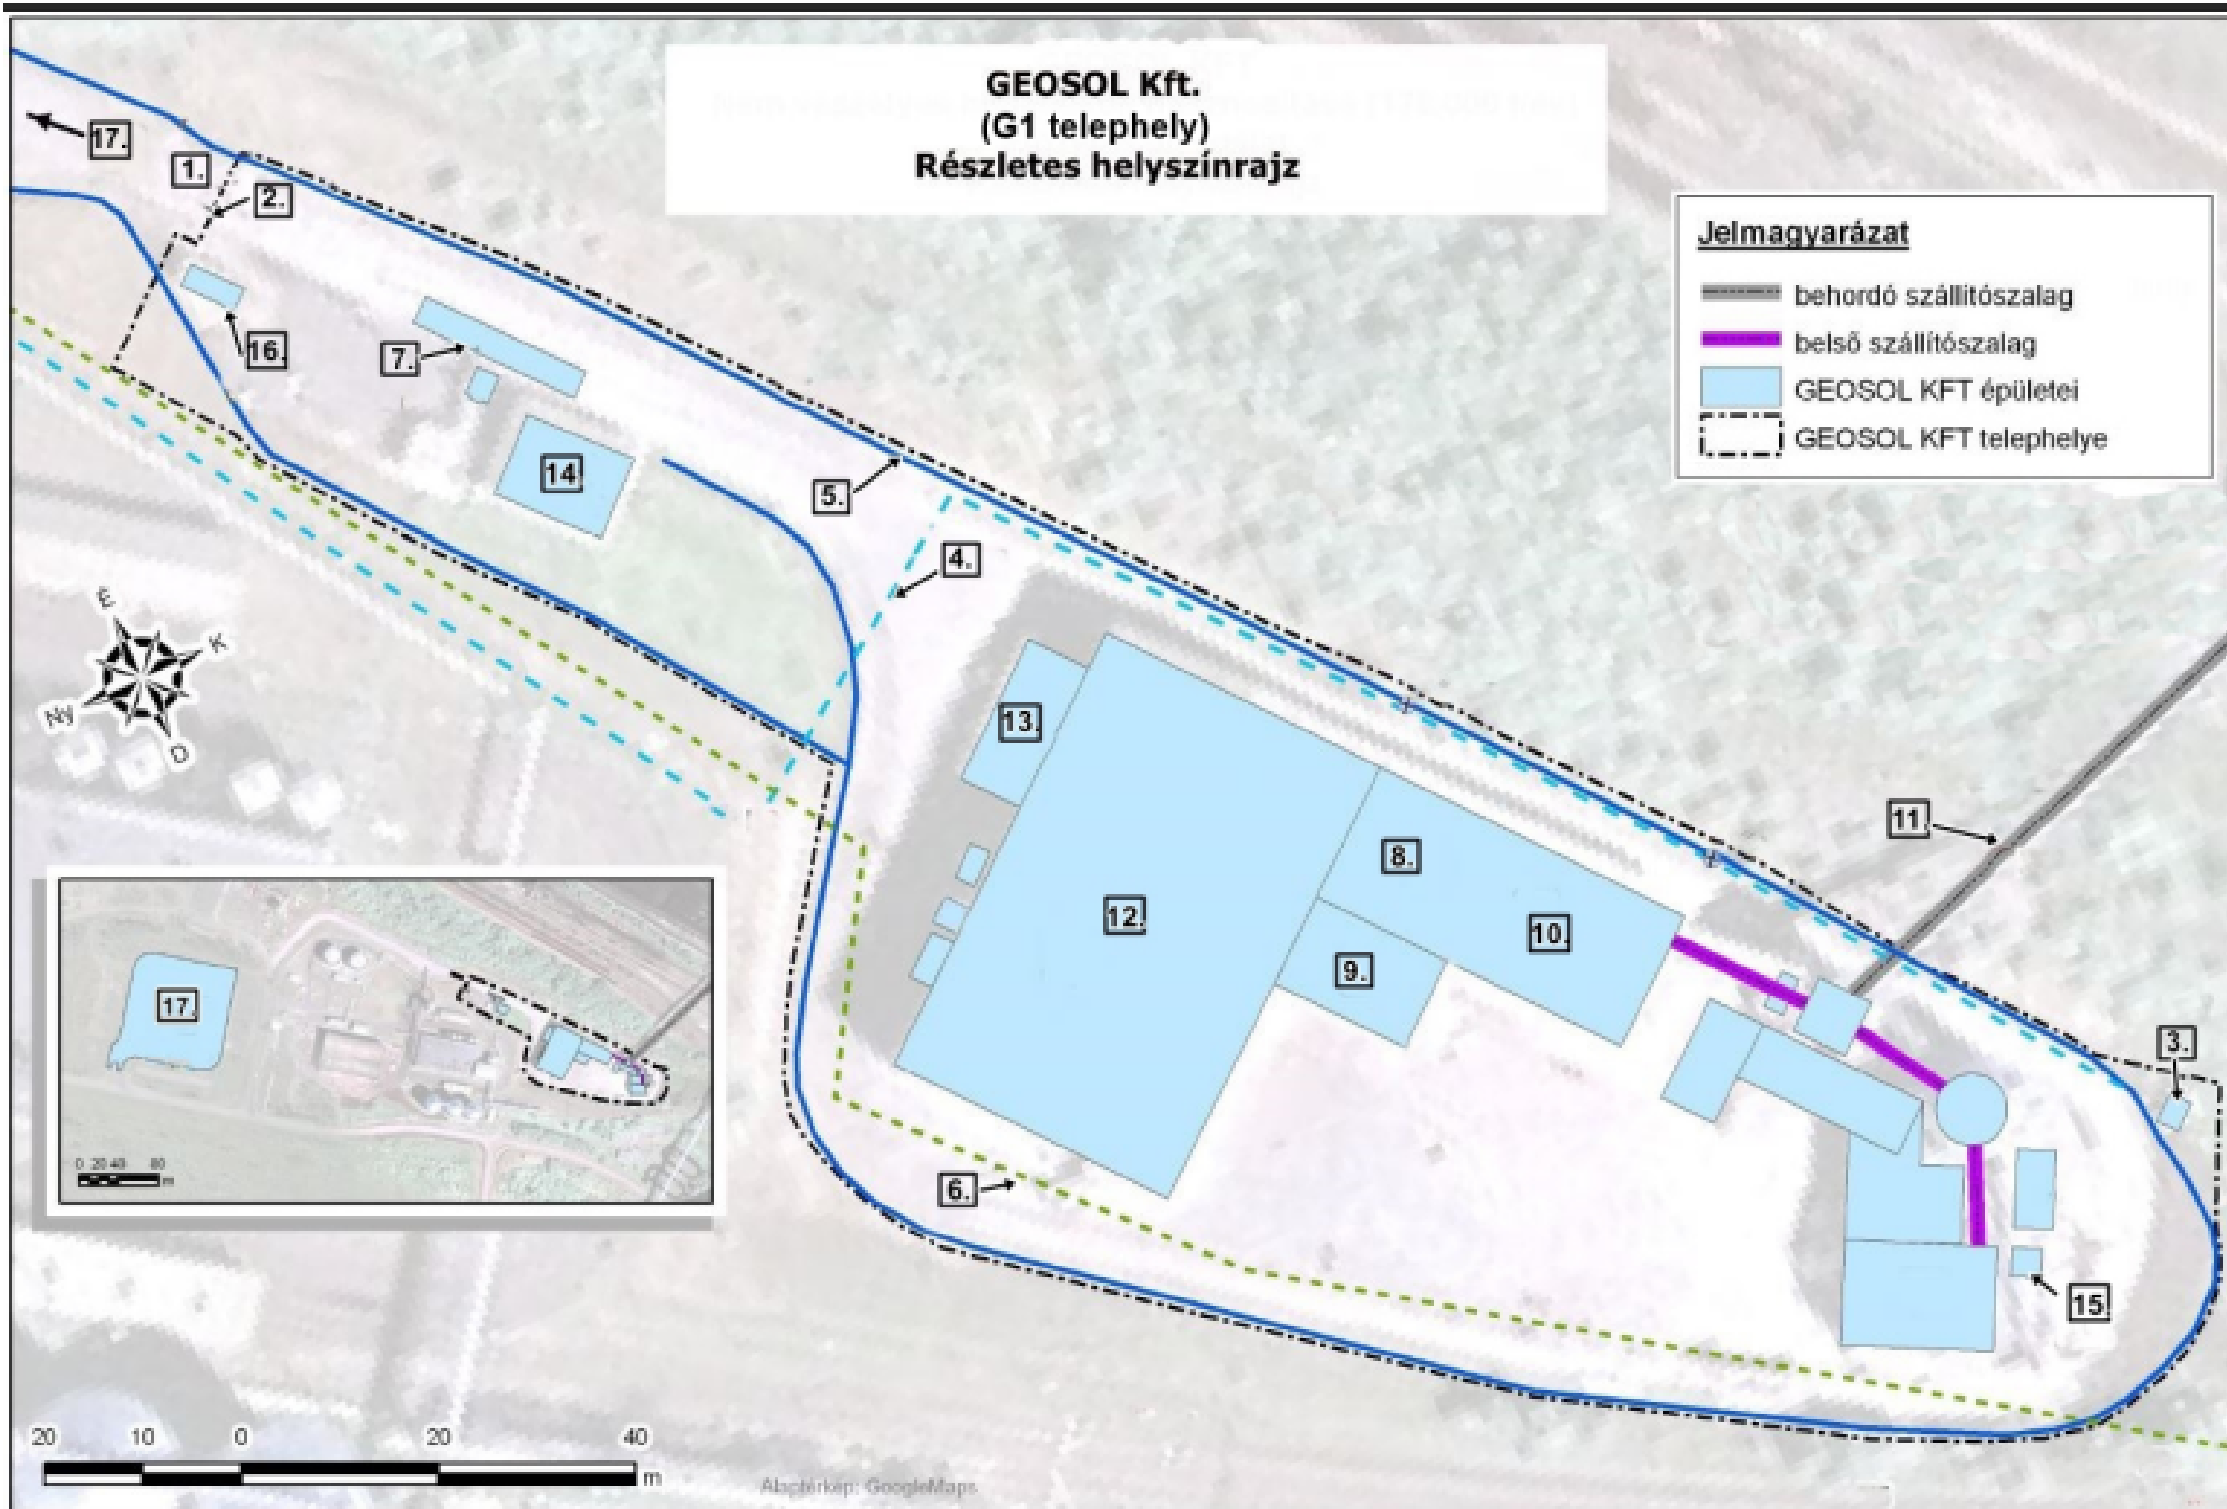 GEOSOL Kft.
(G1 telephely)
Részletes helyszínrajz
17.
1.
2.
Jelmagyarázat
behordó szállítószalag
belső szállítószalag
GEOSOL KFT épületei
GEOSOL KFT telephelye
16.
7.
14.
5.
4.
É
K
Ny
D
13.
11.
8.
12.
10.
9.
17.
3.
0 20 40 80
m
6.
15.
20 10 0 20 40
m
Alaptérkép: GoogleMaps